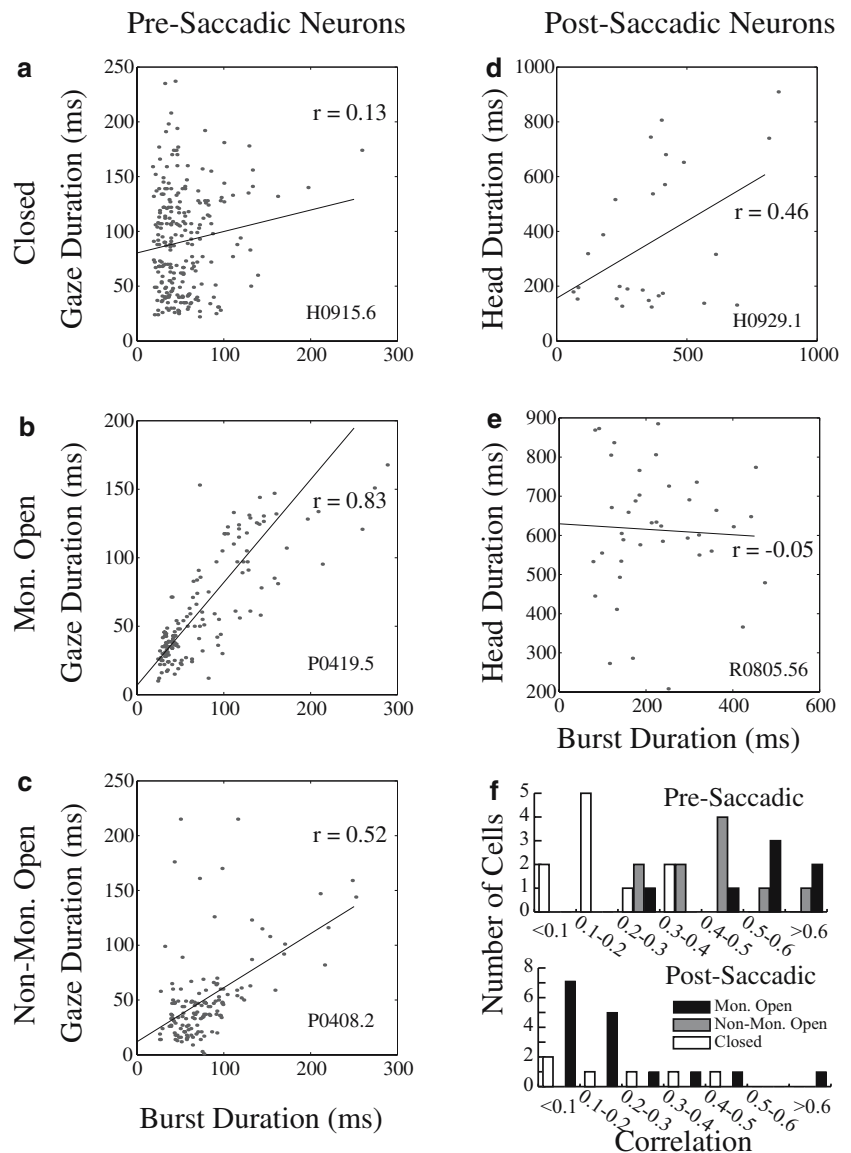 Pre-Saccadic Neurons
Post-Saccadic Neurons
a
Closed
Gaze Duration (ms)
250
200
150
100
50
0
r = 0.13
H0915.6
0 100 200 300
b
Mon. Open
Gaze Duration (ms)
200
150
100
50
0
r = 0.83
P0419.5
0 100 200 300
c
Non-Mon. Open
Gaze Duration (ms)
250
200
150
100
50
0
r = 0.52
P0408.2
0 100 200 300
Burst Duration (ms)
d
Head Duration (ms)
1000
800
600
400
200
0
r = 0.46
H0929.1
0 500 1000
e
Head Duration (ms)
900
800
700
600
500
400
300
200
r = -0.05
R0805.56
0 200 400 600
Burst Duration (ms)
f
Number of Cells
Pre-Saccadic
5
4
3
2
1
0
<0.1 0.1-0.2 0.2-0.3 0.3-0.4 0.4-0.5 0.5-0.6 >0.6
Post-Saccadic
Mon. Open
Non-Mon. Open
Closed
8
7
6
5
4
3
2
1
0
<0.1 0.1-0.2 0.2-0.3 0.3-0.4 0.4-0.5 0.5-0.6 >0.6
Correlation